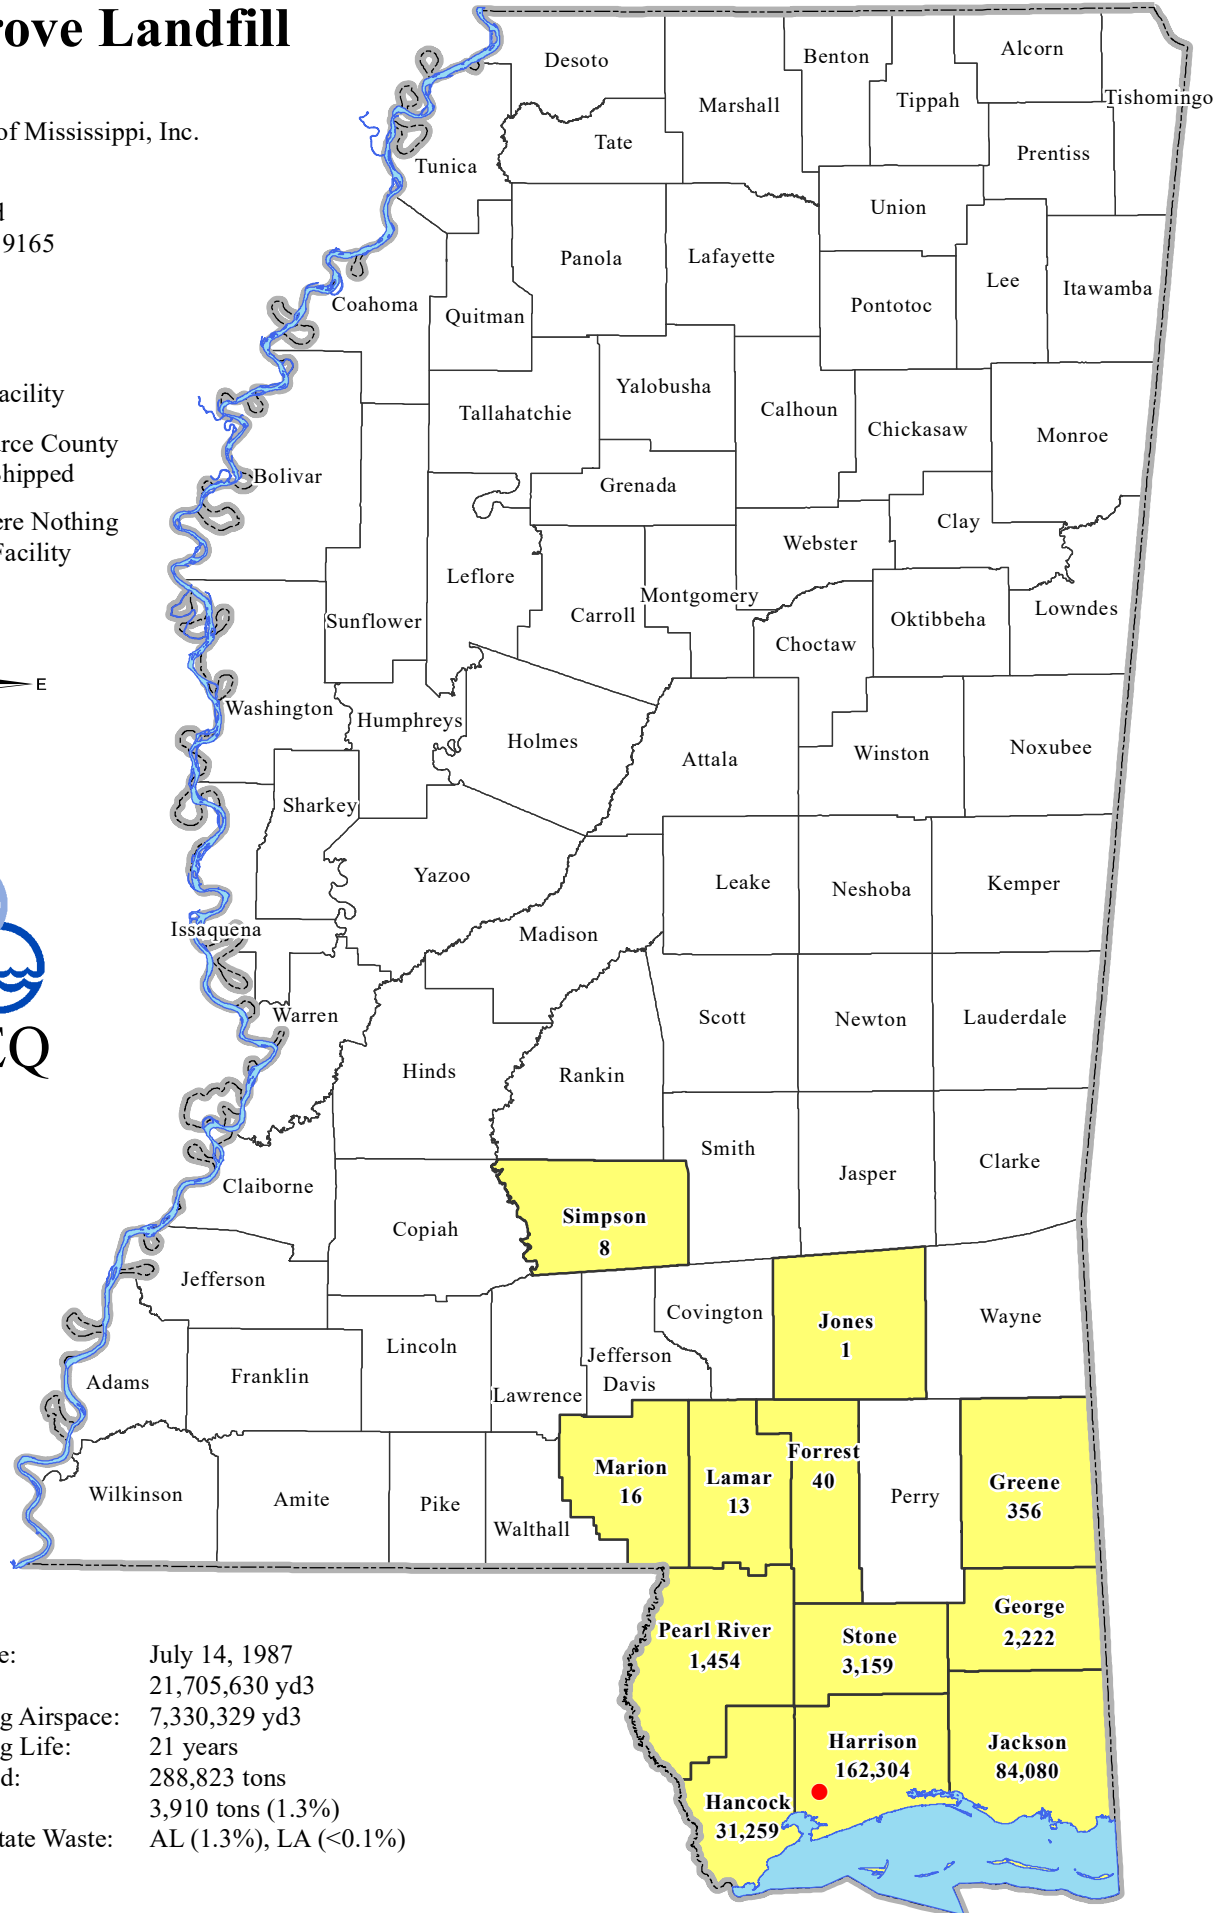 rove Landfill
of Mississippi, Inc.
d
9165
acility
rce County
Shipped
ere Nothing
Facility
E
EQ
Desoto
Benton
Alcorn
Marshall
Tippah
Tishomingo
Tate
Prentiss
Tunica
Union
Panola
Lafayette
Lee
Itawamba
Coahoma
Quitman
Pontotoc
Yalobusha
Tallahatchie
Calhoun
Chickasaw
Monroe
Bolivar
Grenada
Clay
Webster
Leflore
Montgomery
Carroll
Lowndes
Sunflower
Oktibbeha
Choctaw
Washington
Humphreys
Holmes
Attala
Winston
Noxubee
Sharkey
Yazoo
Leake
Neshoba
Kemper
Issaquena
Madison
Warren
Scott
Newton
Lauderdale
Hinds
Rankin
Smith
Jasper
Clarke
Claiborne
Copiah
Simpson
8
Jefferson
Covington
Jones
1
Wayne
Lincoln
Jefferson
Davis
Adams
Franklin
Lawrence
Marion
16
Lamar
13
Forrest
40
Perry
Greene
356
Wilkinson
Amite
Pike
Walthall
Pearl River
1,454
Stone
3,159
George
2,222
Harrison
162,304
Jackson
84,080
Hancock
31,259
e: July 14, 1987
21,705,630 yd3
g Airspace: 7,330,329 yd3
g Life: 21 years
d: 288,823 tons
3,910 tons (1.3%)
tate Waste: AL (1.3%), LA (<0.1%)